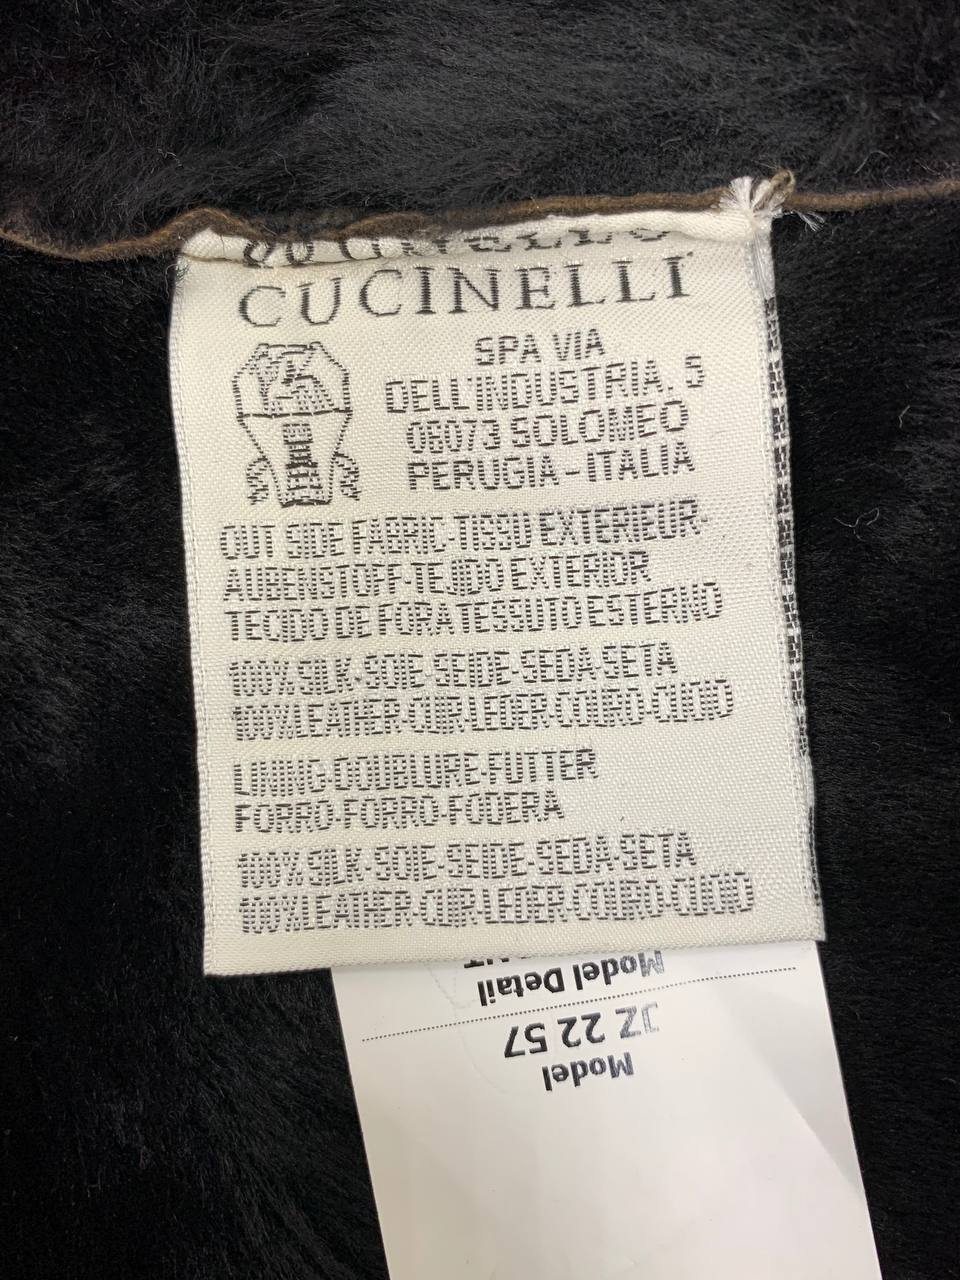 CUCINELLI
SPA VIA
DELL'INDUSTRIA, 5
06073 SOLOMEO
PERUGIA-ITALIA
OUT SIDE FABRIC-TISSU EXTERIEUR-
AUBENSTOFF-TEJIDO EXTERIOR
TECIDO DE FORA TESSUTO ESTERNO
100% SILK-SOIE-SEIDE-SEDA-SETA
100% LEATHER-CUIR-LEDER-COURO-CUOIO
LINING-DOUBLURE-FUTTER
FORRO-FORRO-FODERA
100% SILK-SOIE-SEIDE-SEDA-SETA
100% LEATHER-CUIR-LEDER-COURO-CUOIO
Model
JZ 22 57
Model Detail